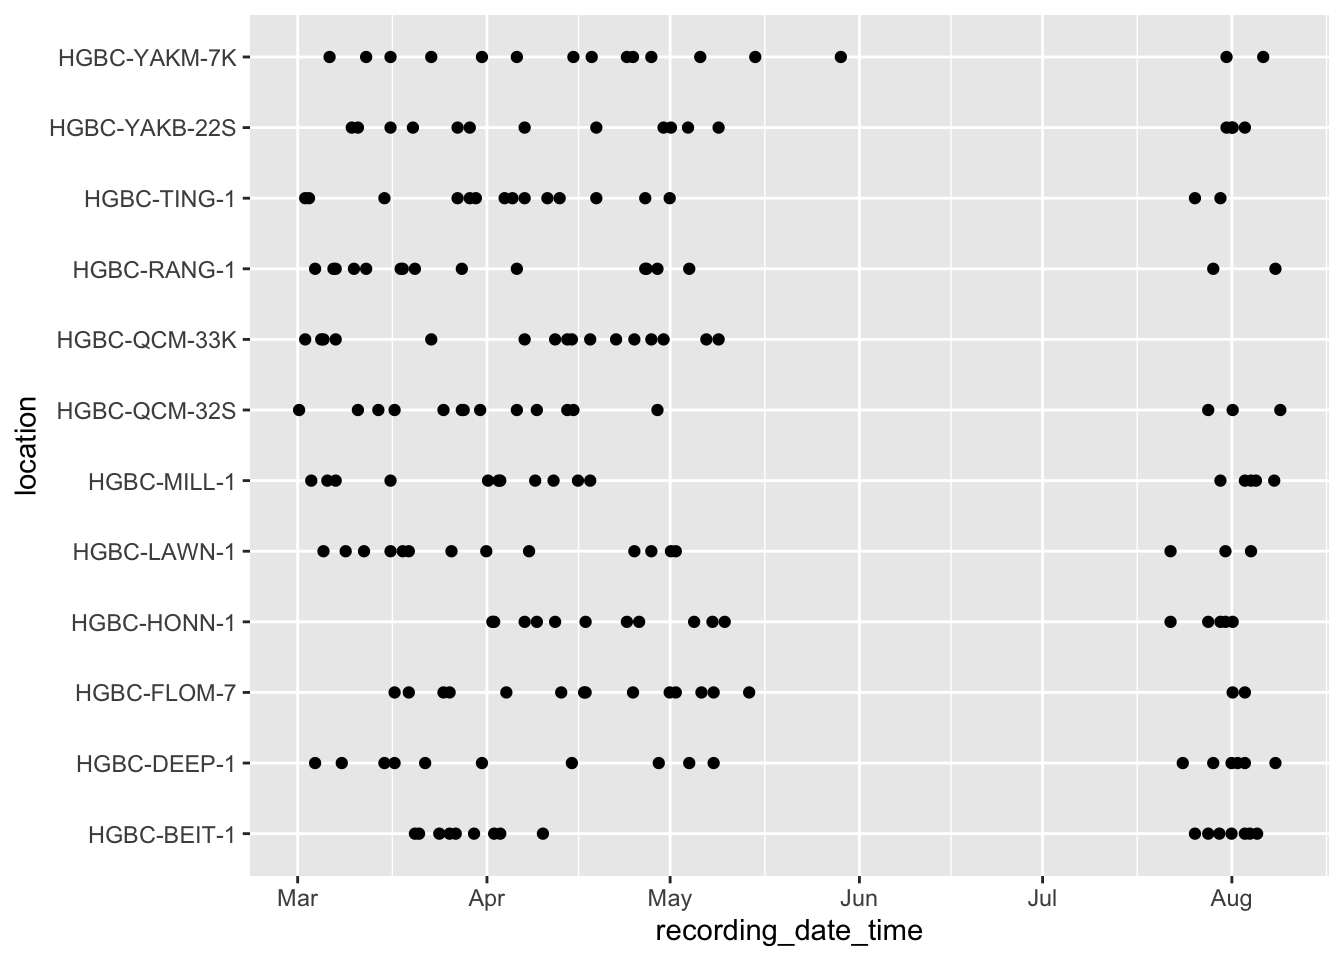 HGBC-YAKM-7K
HGBC-YAKB-22S
HGBC-TING-1
HGBC-RANG-1
HGBC-QCM-33K
HGBC-QCM-32S
HGBC-MILL-1
HGBC-LAWN-1
HGBC-HONN-1
HGBC-FLOM-7
HGBC-DEEP-1
HGBC-BEIT-1
location
Mar Apr May Jun Jul Aug
recording_date_time